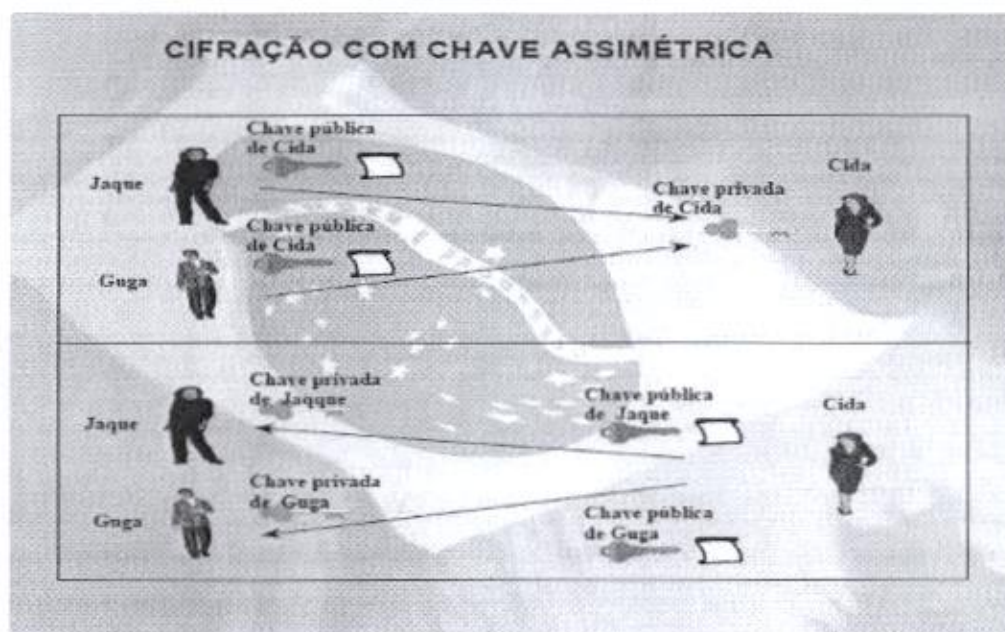 CIFRAÇÃO COM CHAVE ASSIMÉTRICA
Chave pública
de Cida
Jaque
Cida
Chave privada
de Cida
Chave pública
de Cida
Guga
Chave privada
de Jaqque
Jaque
Chave pública
de Jaque
Cida
Chave privada
de Guga
Guga
Chave pública
de Guga